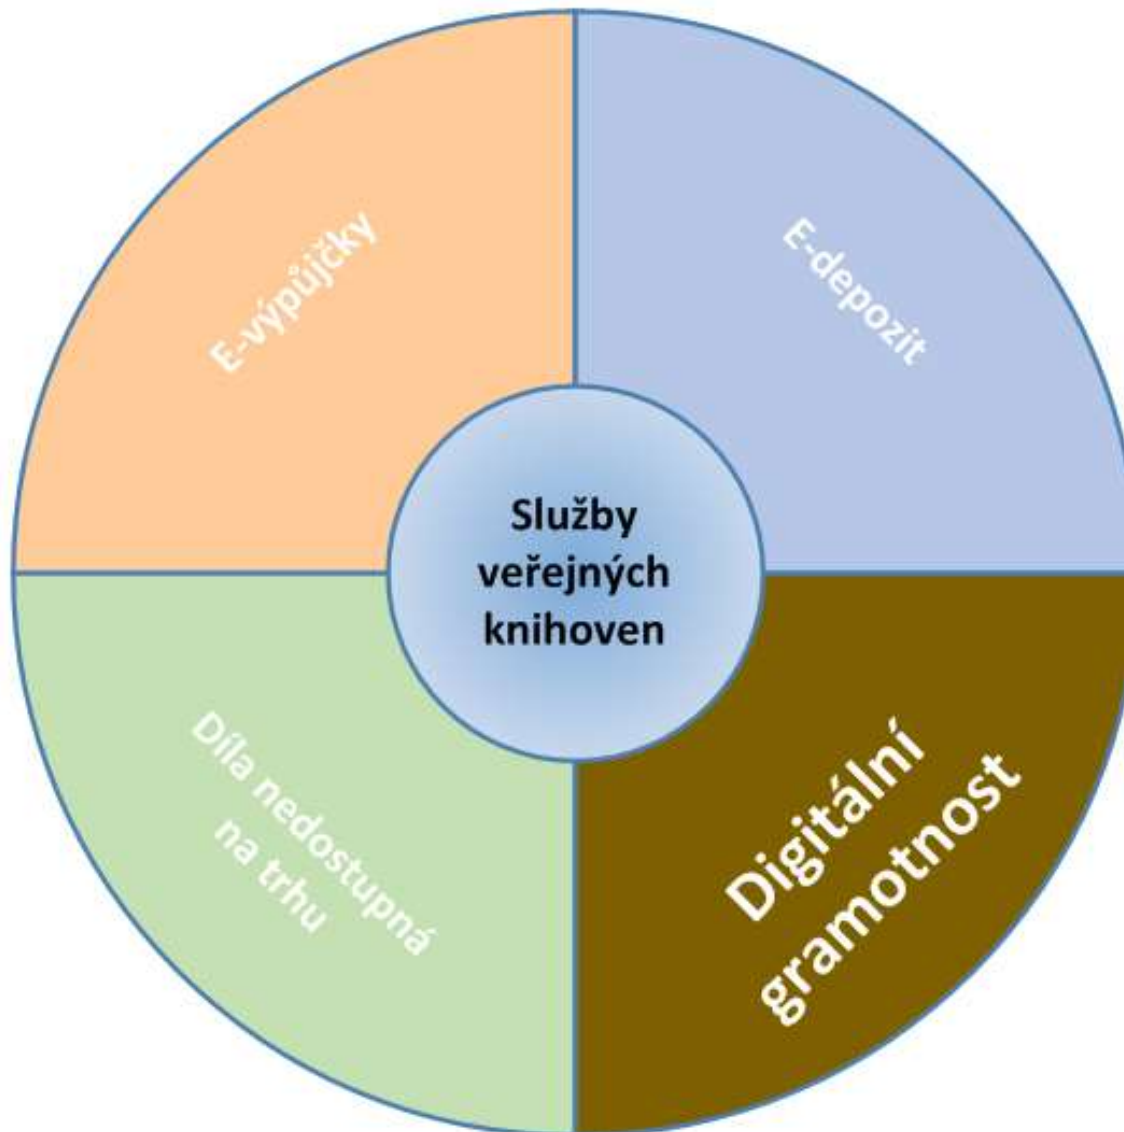 E-výpůjčky
E-depozit
Služby
veřejných
knihoven
Díla nedostupná
na trhu
Digitální
gramotnost